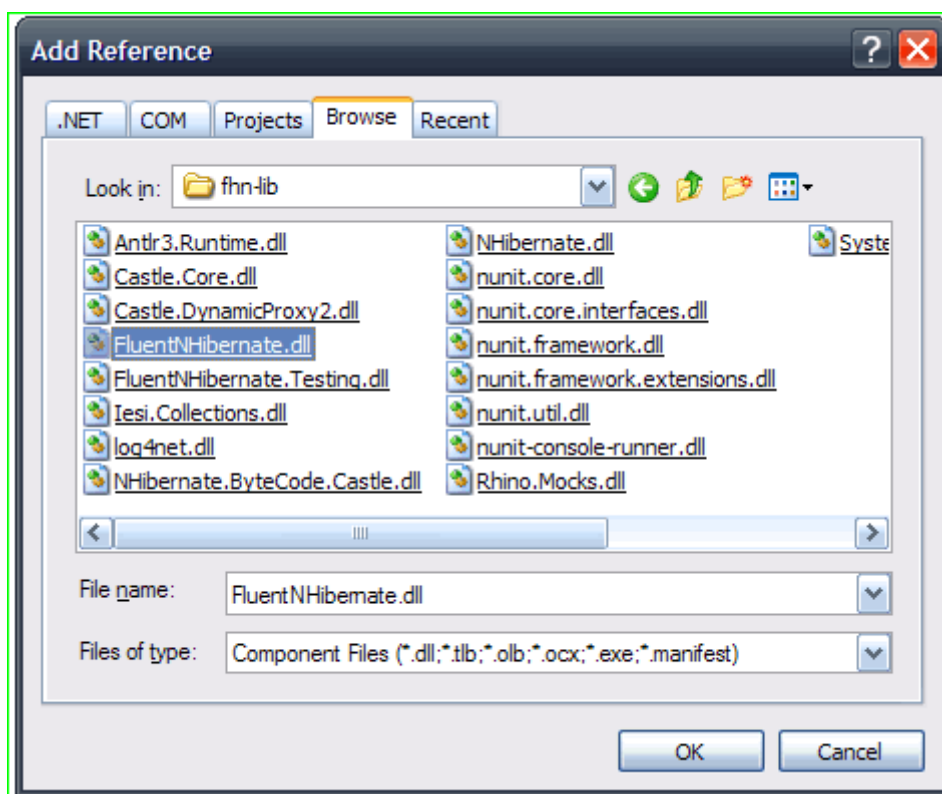 Add Reference
.NET COM Projects Browse Recent
Look in: fhn-lib
Antlr3.Runtime.dll NHibernate.dll Syste
Castle.Core.dll nunit.core.dll
Castle.DynamicProxy2.dll nunit.core.interfaces.dll
FluentNHibernate.dll nunit.framework.dll
FluentNHibernate.Testing.dll nunit.framework.extensions.dll
Iesi.Collections.dll nunit.util.dll
log4net.dll nunit-console-runner.dll
NHibernate.ByteCode.Castle.dll Rhino.Mocks.dll
File name: FluentNHibernate.dll
Files of type: Component Files (*.dll;*.tlb;*.olb;*.ocx;*.exe;*.manifest)
OK Cancel